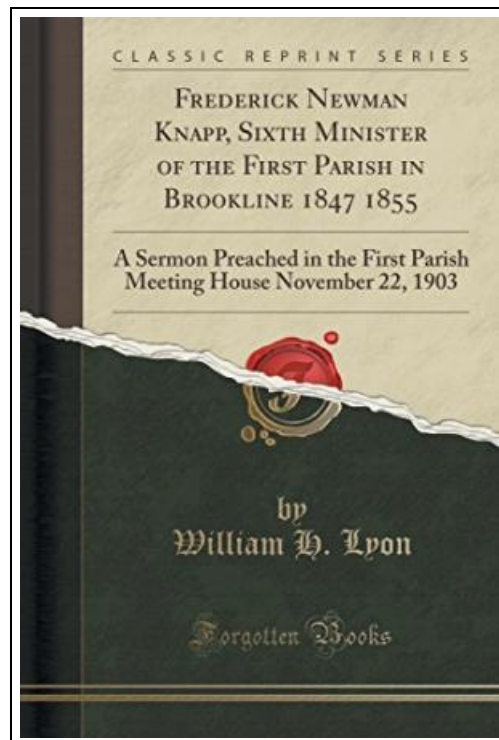 CLASSIC REPRINT SERIES
FREDERICK NEWMAN
KNAPP, SIXTH MINISTER
OF THE FIRST PARISH IN
BROOKLINE 1847 1855
A Sermon Preached in the First Parish
Meeting House November 22, 1903
by
William H. Lyon
Forgotten Books